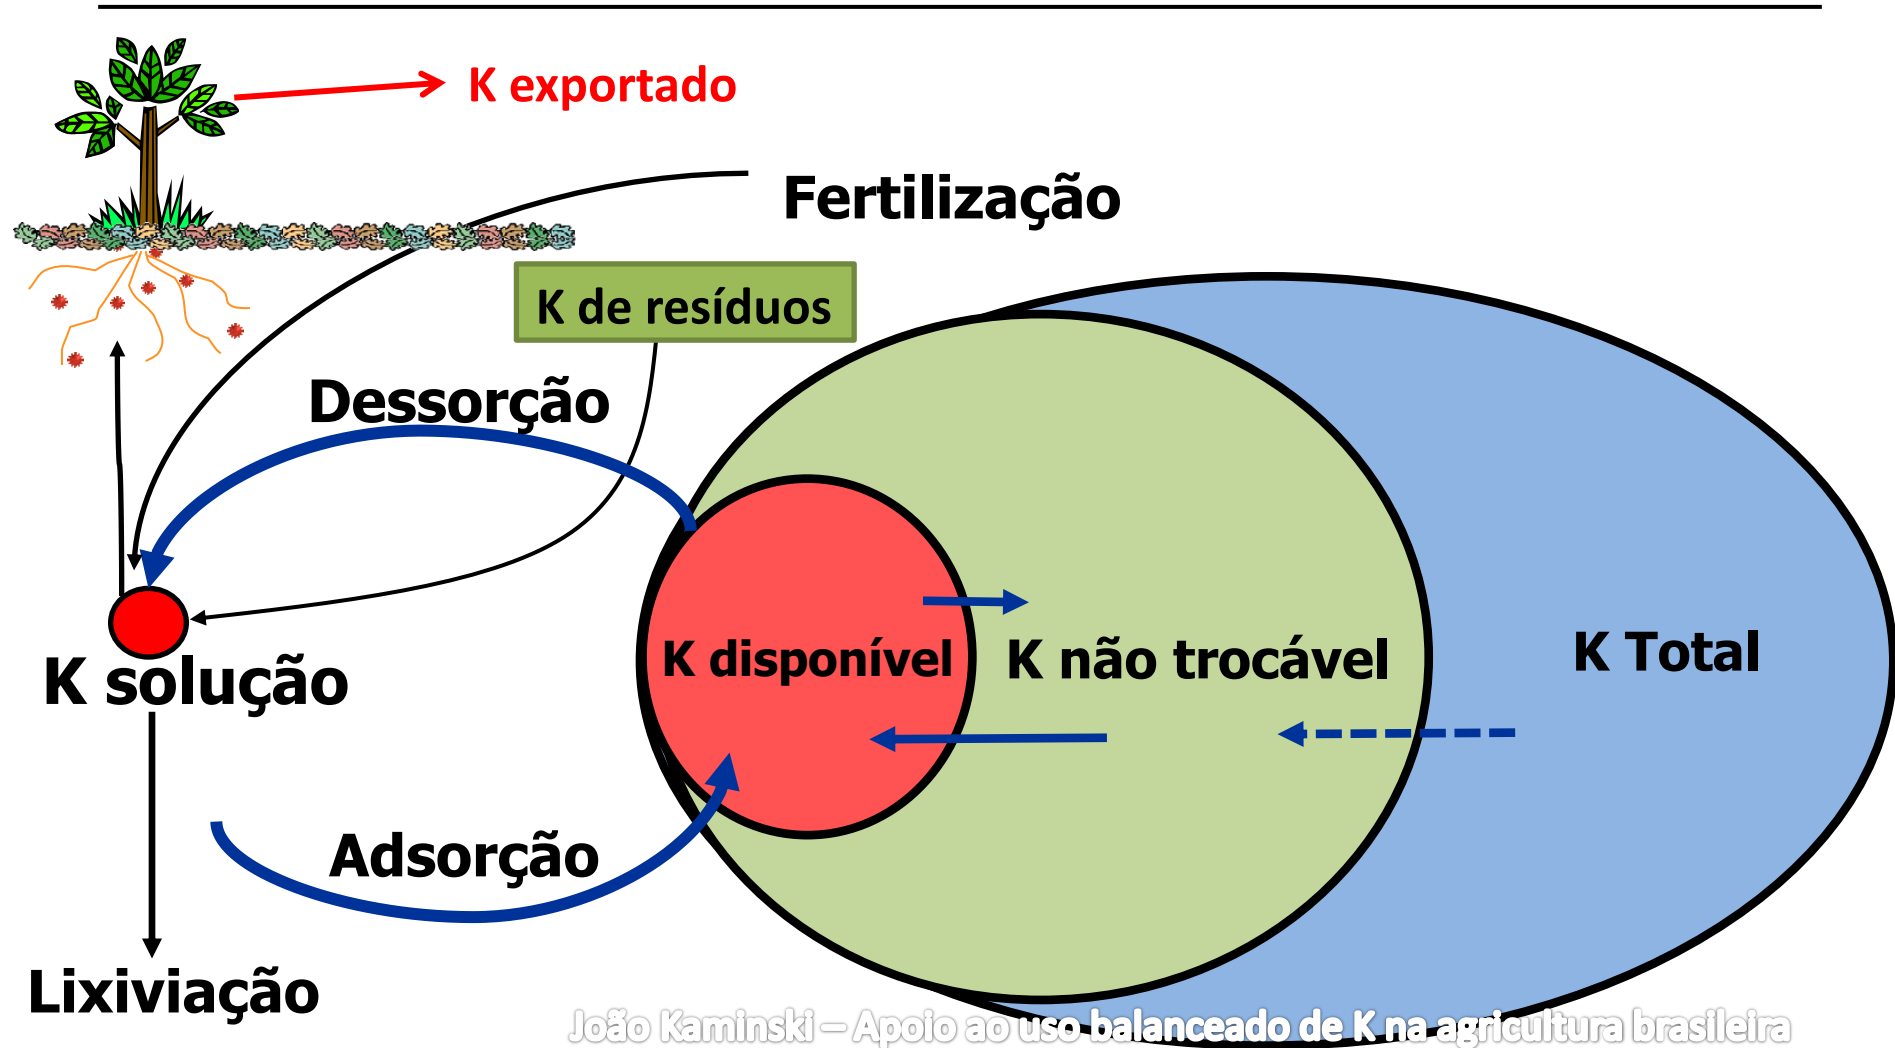 K exportado
Fertilização
K de resíduos
Dessorção
K disponível
K não trocável
K Total
K solução
Adsorção
Lixiviação
João Kaminski – Apoio ao uso balanceado de K na agricultura brasileira